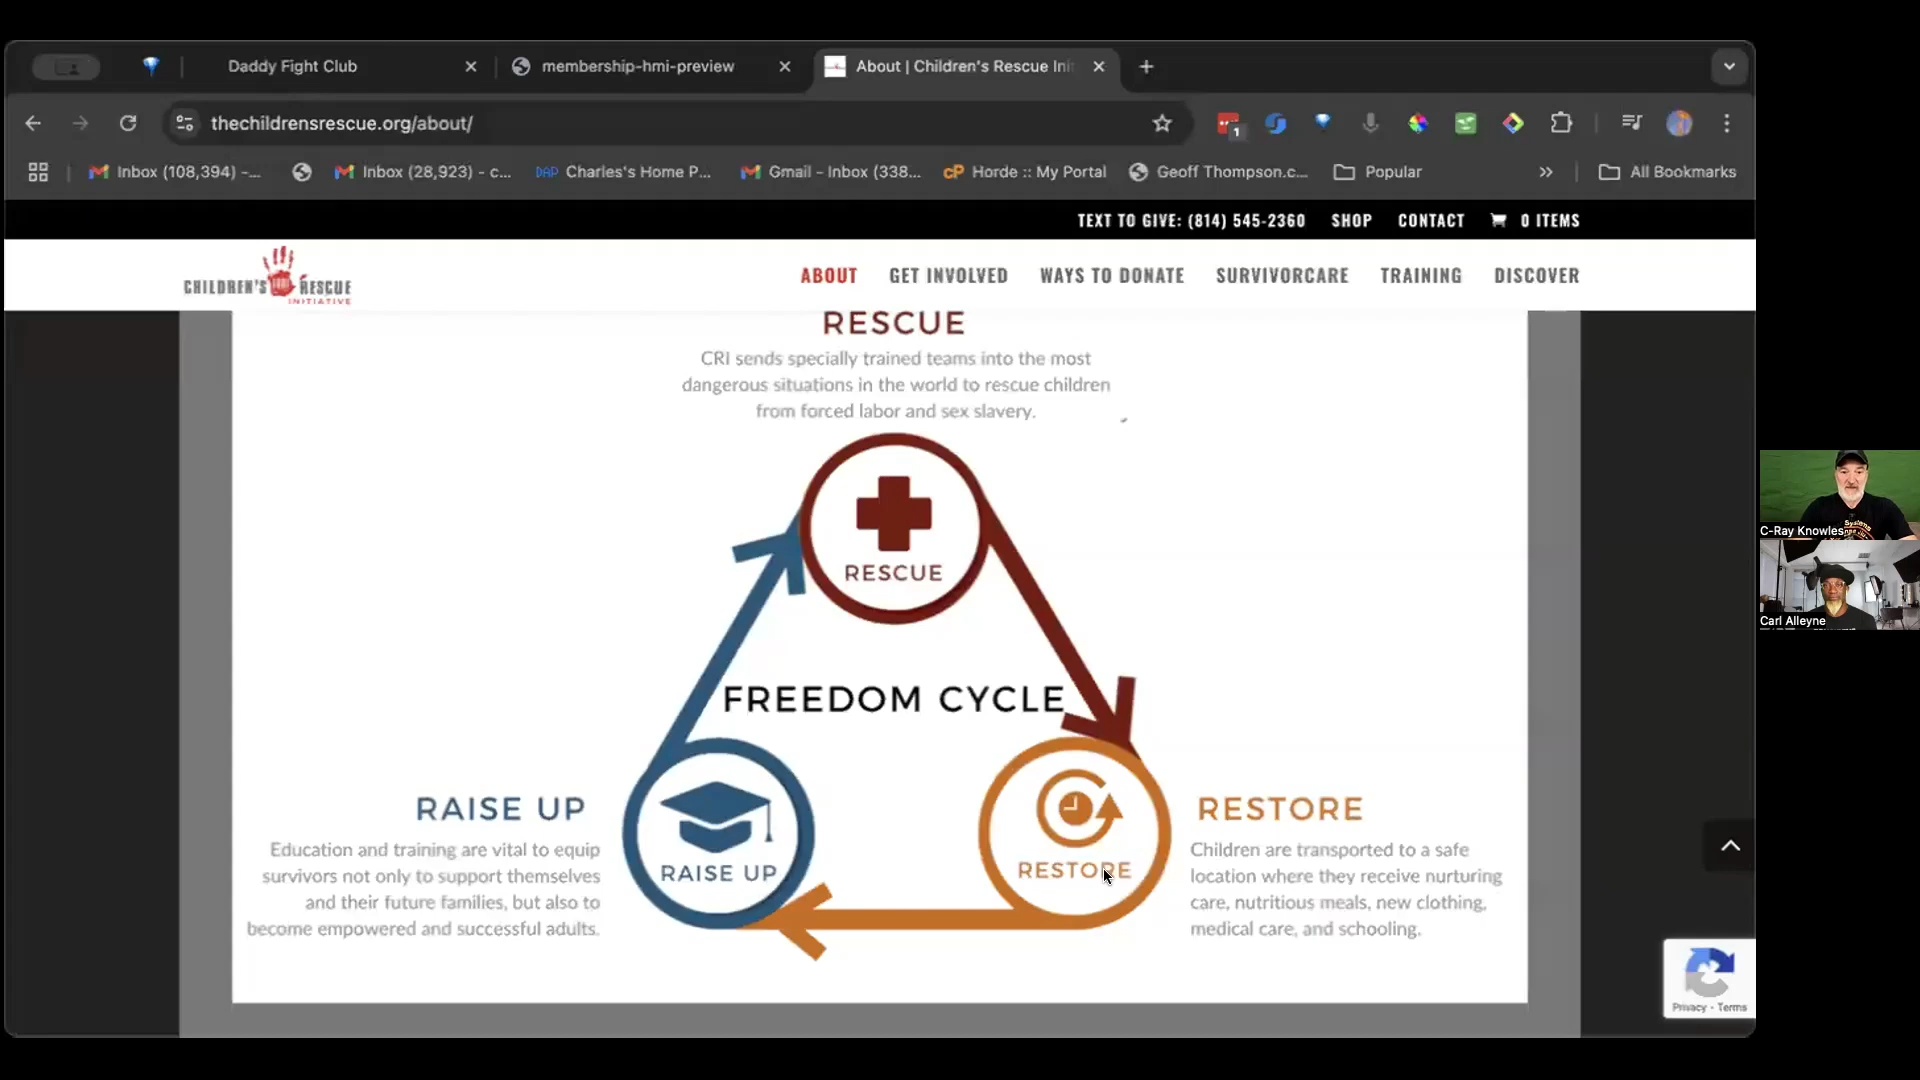 Daddy Fight Club
membership-hmi-preview
About | Children's Rescue Ini
thechildrensrescue.org/about/
1
Inbox (108,394) -...
Inbox (28,923) - c...
DAP Charles's Home P...
Gmail - Inbox (338...
cP Horde :: My Portal
Geoff Thompson.c...
Popular
»
All Bookmarks
TEXT TO GIVE: (814) 545-2360
SHOP
CONTACT
0 ITEMS
CHILDREN'S RESCUE
INITIATIVE
ABOUT
GET INVOLVED
WAYS TO DONATE
SURVIVORCARE
TRAINING
DISCOVER
RESCUE
CRI sends specially trained teams into the most
dangerous situations in the world to rescue children
from forced labor and sex slavery.
RESCUE
FREEDOM CYCLE
RAISE UP
Education and training are vital to equip
survivors not only to support themselves
and their future families, but also to
become empowered and successful adults.
RAISE UP
RESTORE
RESTORE
Children are transported to a safe
location where they receive nurturing
care, nutritious meals, new clothing,
medical care, and schooling.
Privacy - Terms
C-Ray Knowles
Carl Alleyne